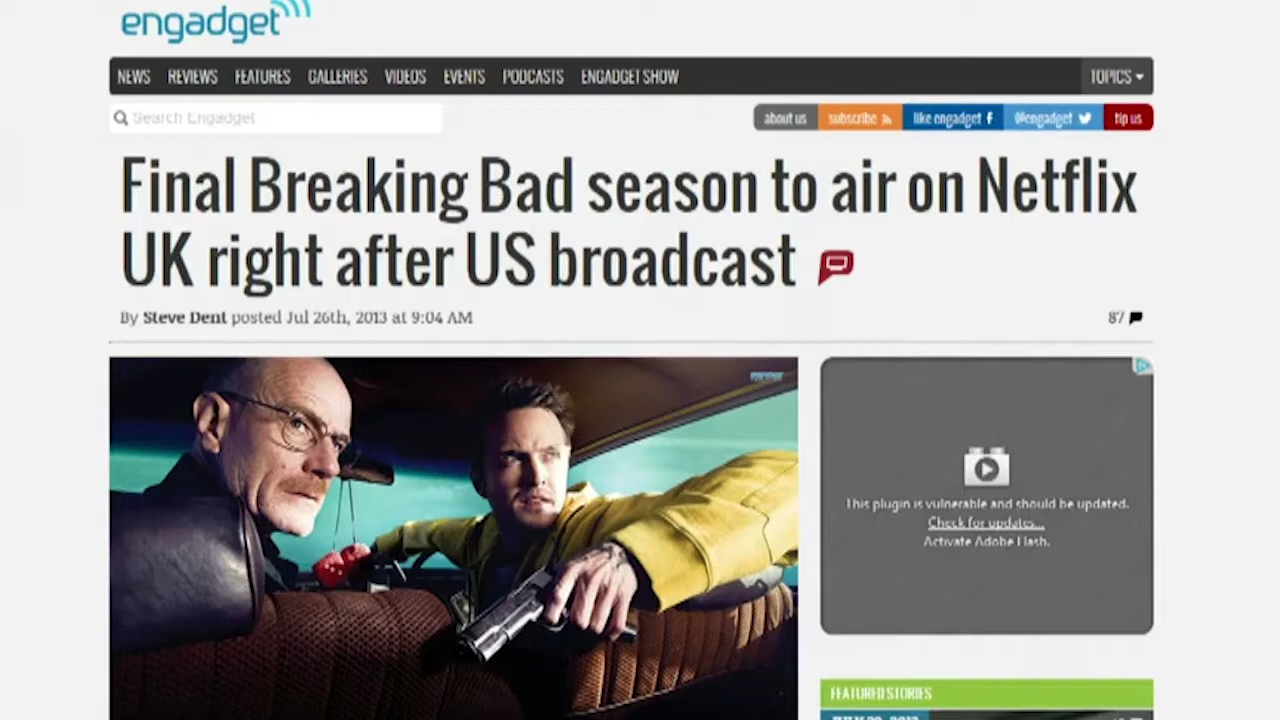 engadget
NEWS REVIEWS FEATURES GALLERIES VIDEOS EVENTS PODCASTS ENGADGET SHOW TOPICS
Search Engadget
about us subscribe like engadget @engadget tip us
Final Breaking Bad season to air on Netflix
UK right after US broadcast
By Steve Dent posted Jul 26th, 2013 at 9:04 AM 87
This plugin is vulnerable and should be updated.
Check for updates...
Activate Adobe Flash.
FEATURED STORIES